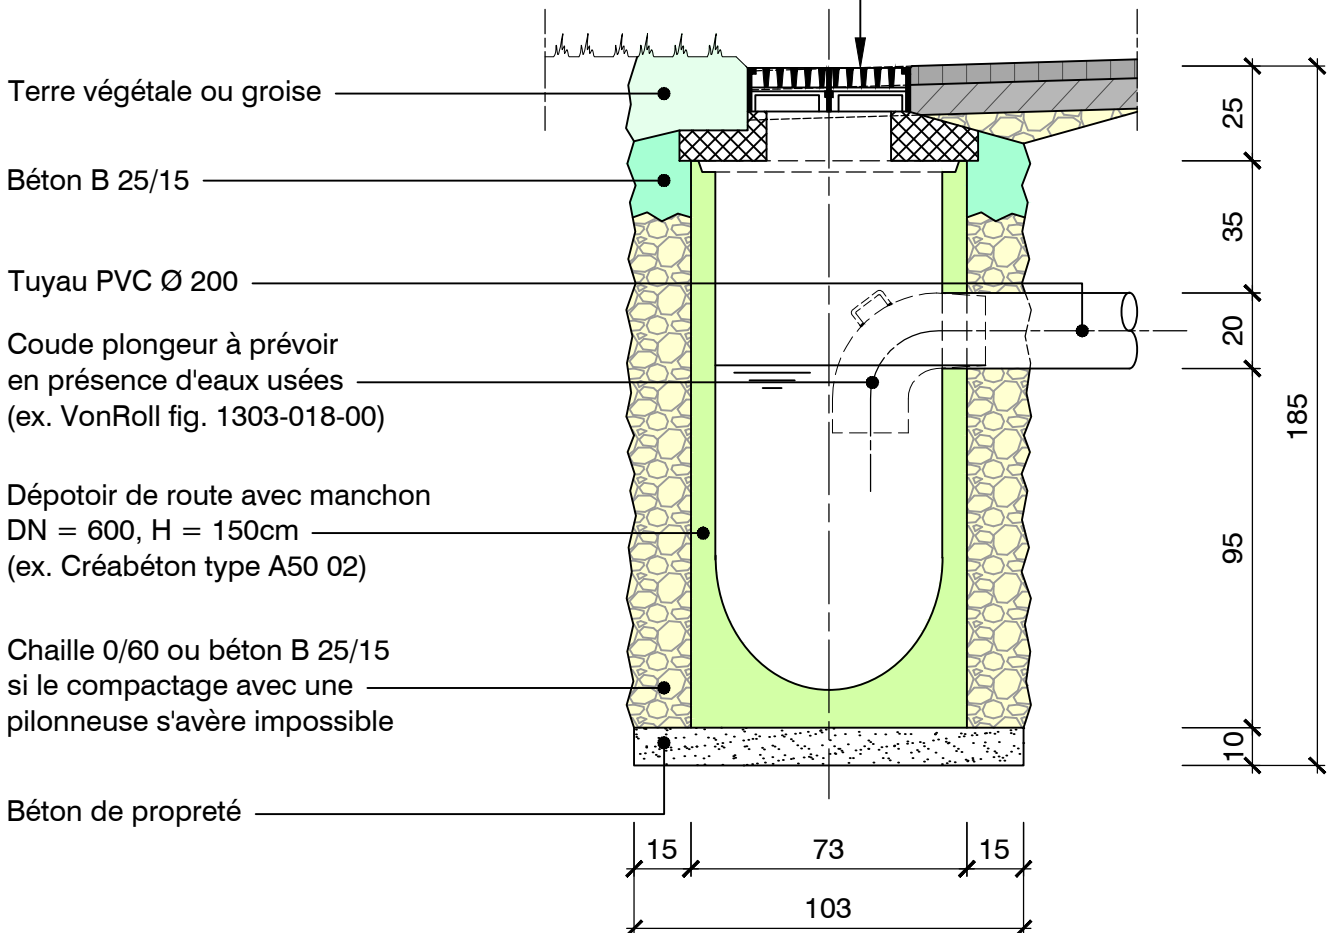 Terre végétale ou groise
Béton B 25/15
Tuyau PVC Ø 200
Coude plongeur à prévoir
en présence d'eaux usées
(ex. VonRoll fig. 1303-018-00)
Dépotoir de route avec manchon
DN = 600, H = 150cm
(ex. Créabéton type A50 02)
Chaille 0/60 ou béton B 25/15
si le compactage avec une
pilonneuse s'avère impossible
Béton de propreté
25
35
20
95
10
185
15
73
15
103